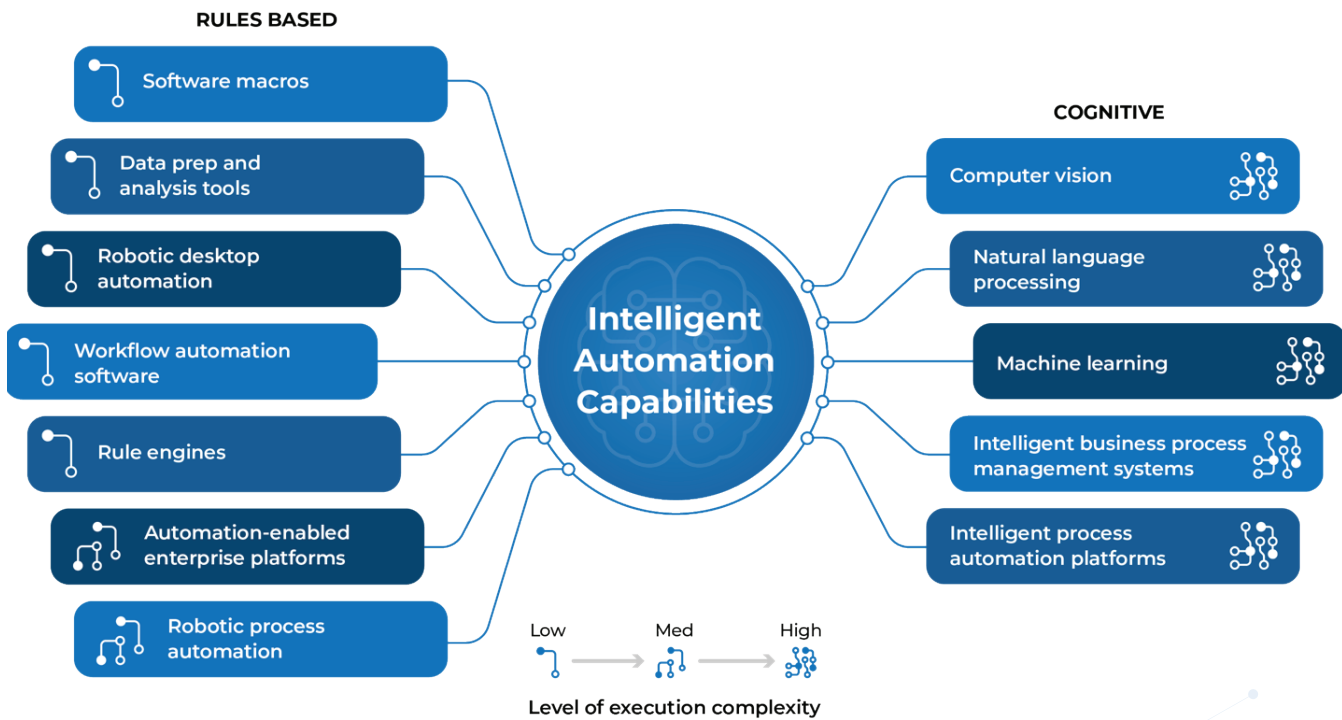 RULES BASED
Software macros
Data prep and
analysis tools
Robotic desktop
automation
Workflow automation
software
Rule engines
Automation-enabled
enterprise platforms
Robotic process
automation
Intelligent
Automation
Capabilities
COGNITIVE
Computer vision
Natural language
processing
Machine learning
Intelligent business process
management systems
Intelligent process
automation platforms
Low
Med
High
Level of execution complexity